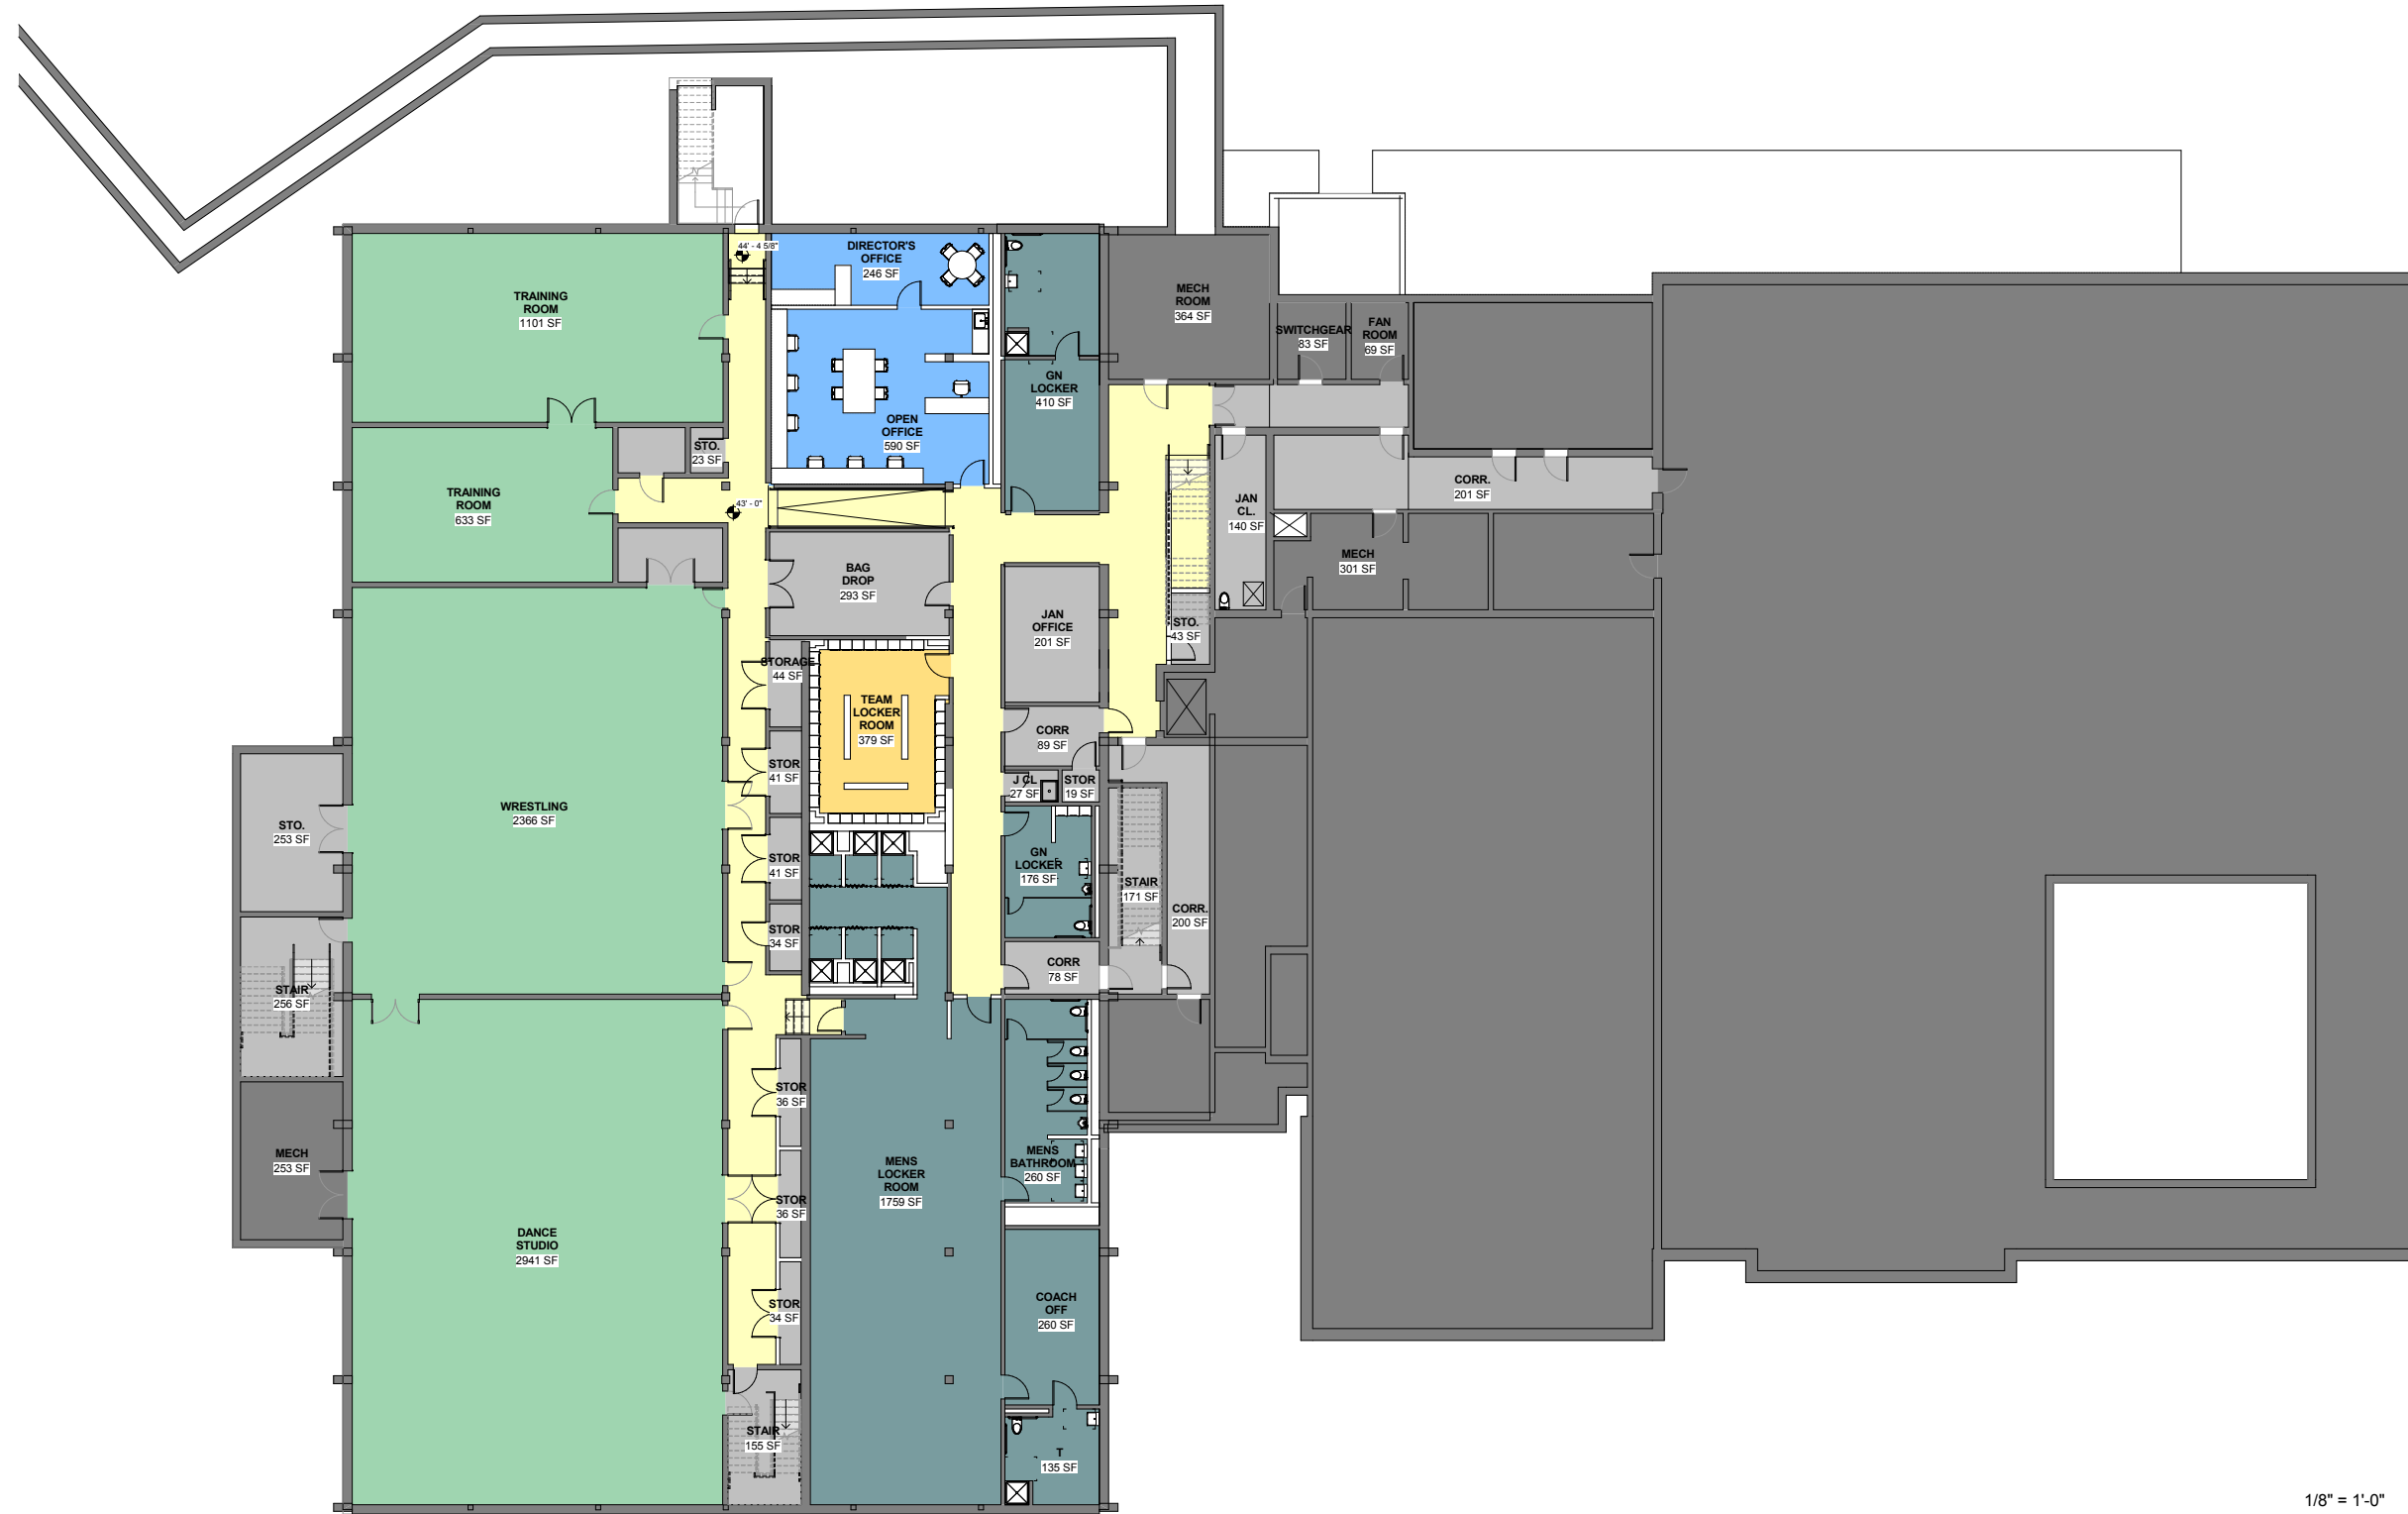 44' - 4 5/8"
DIRECTOR'S
OFFICE
246 SF
TRAINING
ROOM
1101 SF
MECH
ROOM
364 SF
SWITCHGEAR
83 SF
FAN
ROOM
69 SF
GN
LOCKER
410 SF
OPEN
OFFICE
590 SF
STO.
23 SF
TRAINING
ROOM
633 SF
43' - 0"
CORR.
201 SF
JAN
CL.
140 SF
MECH
301 SF
BAG
DROP
293 SF
JAN
OFFICE
201 SF
STO.
43 SF
STORAGE
44 SF
TEAM
LOCKER
ROOM
379 SF
CORR
89 SF
STOR
41 SF
J CL
27 SF
STOR
19 SF
WRESTLING
2366 SF
STO.
253 SF
STOR
41 SF
GN
LOCKER
176 SF
STAIR
171 SF
CORR.
200 SF
STOR
34 SF
CORR
78 SF
STAIR
256 SF
STOR
36 SF
MECH
253 SF
MENS
LOCKER
ROOM
1759 SF
MENS
BATHROOM
260 SF
STOR
36 SF
DANCE
STUDIO
2941 SF
STOR
34 SF
COACH
OFF
260 SF
STAIR
155 SF
T
135 SF
1/8" = 1'-0"